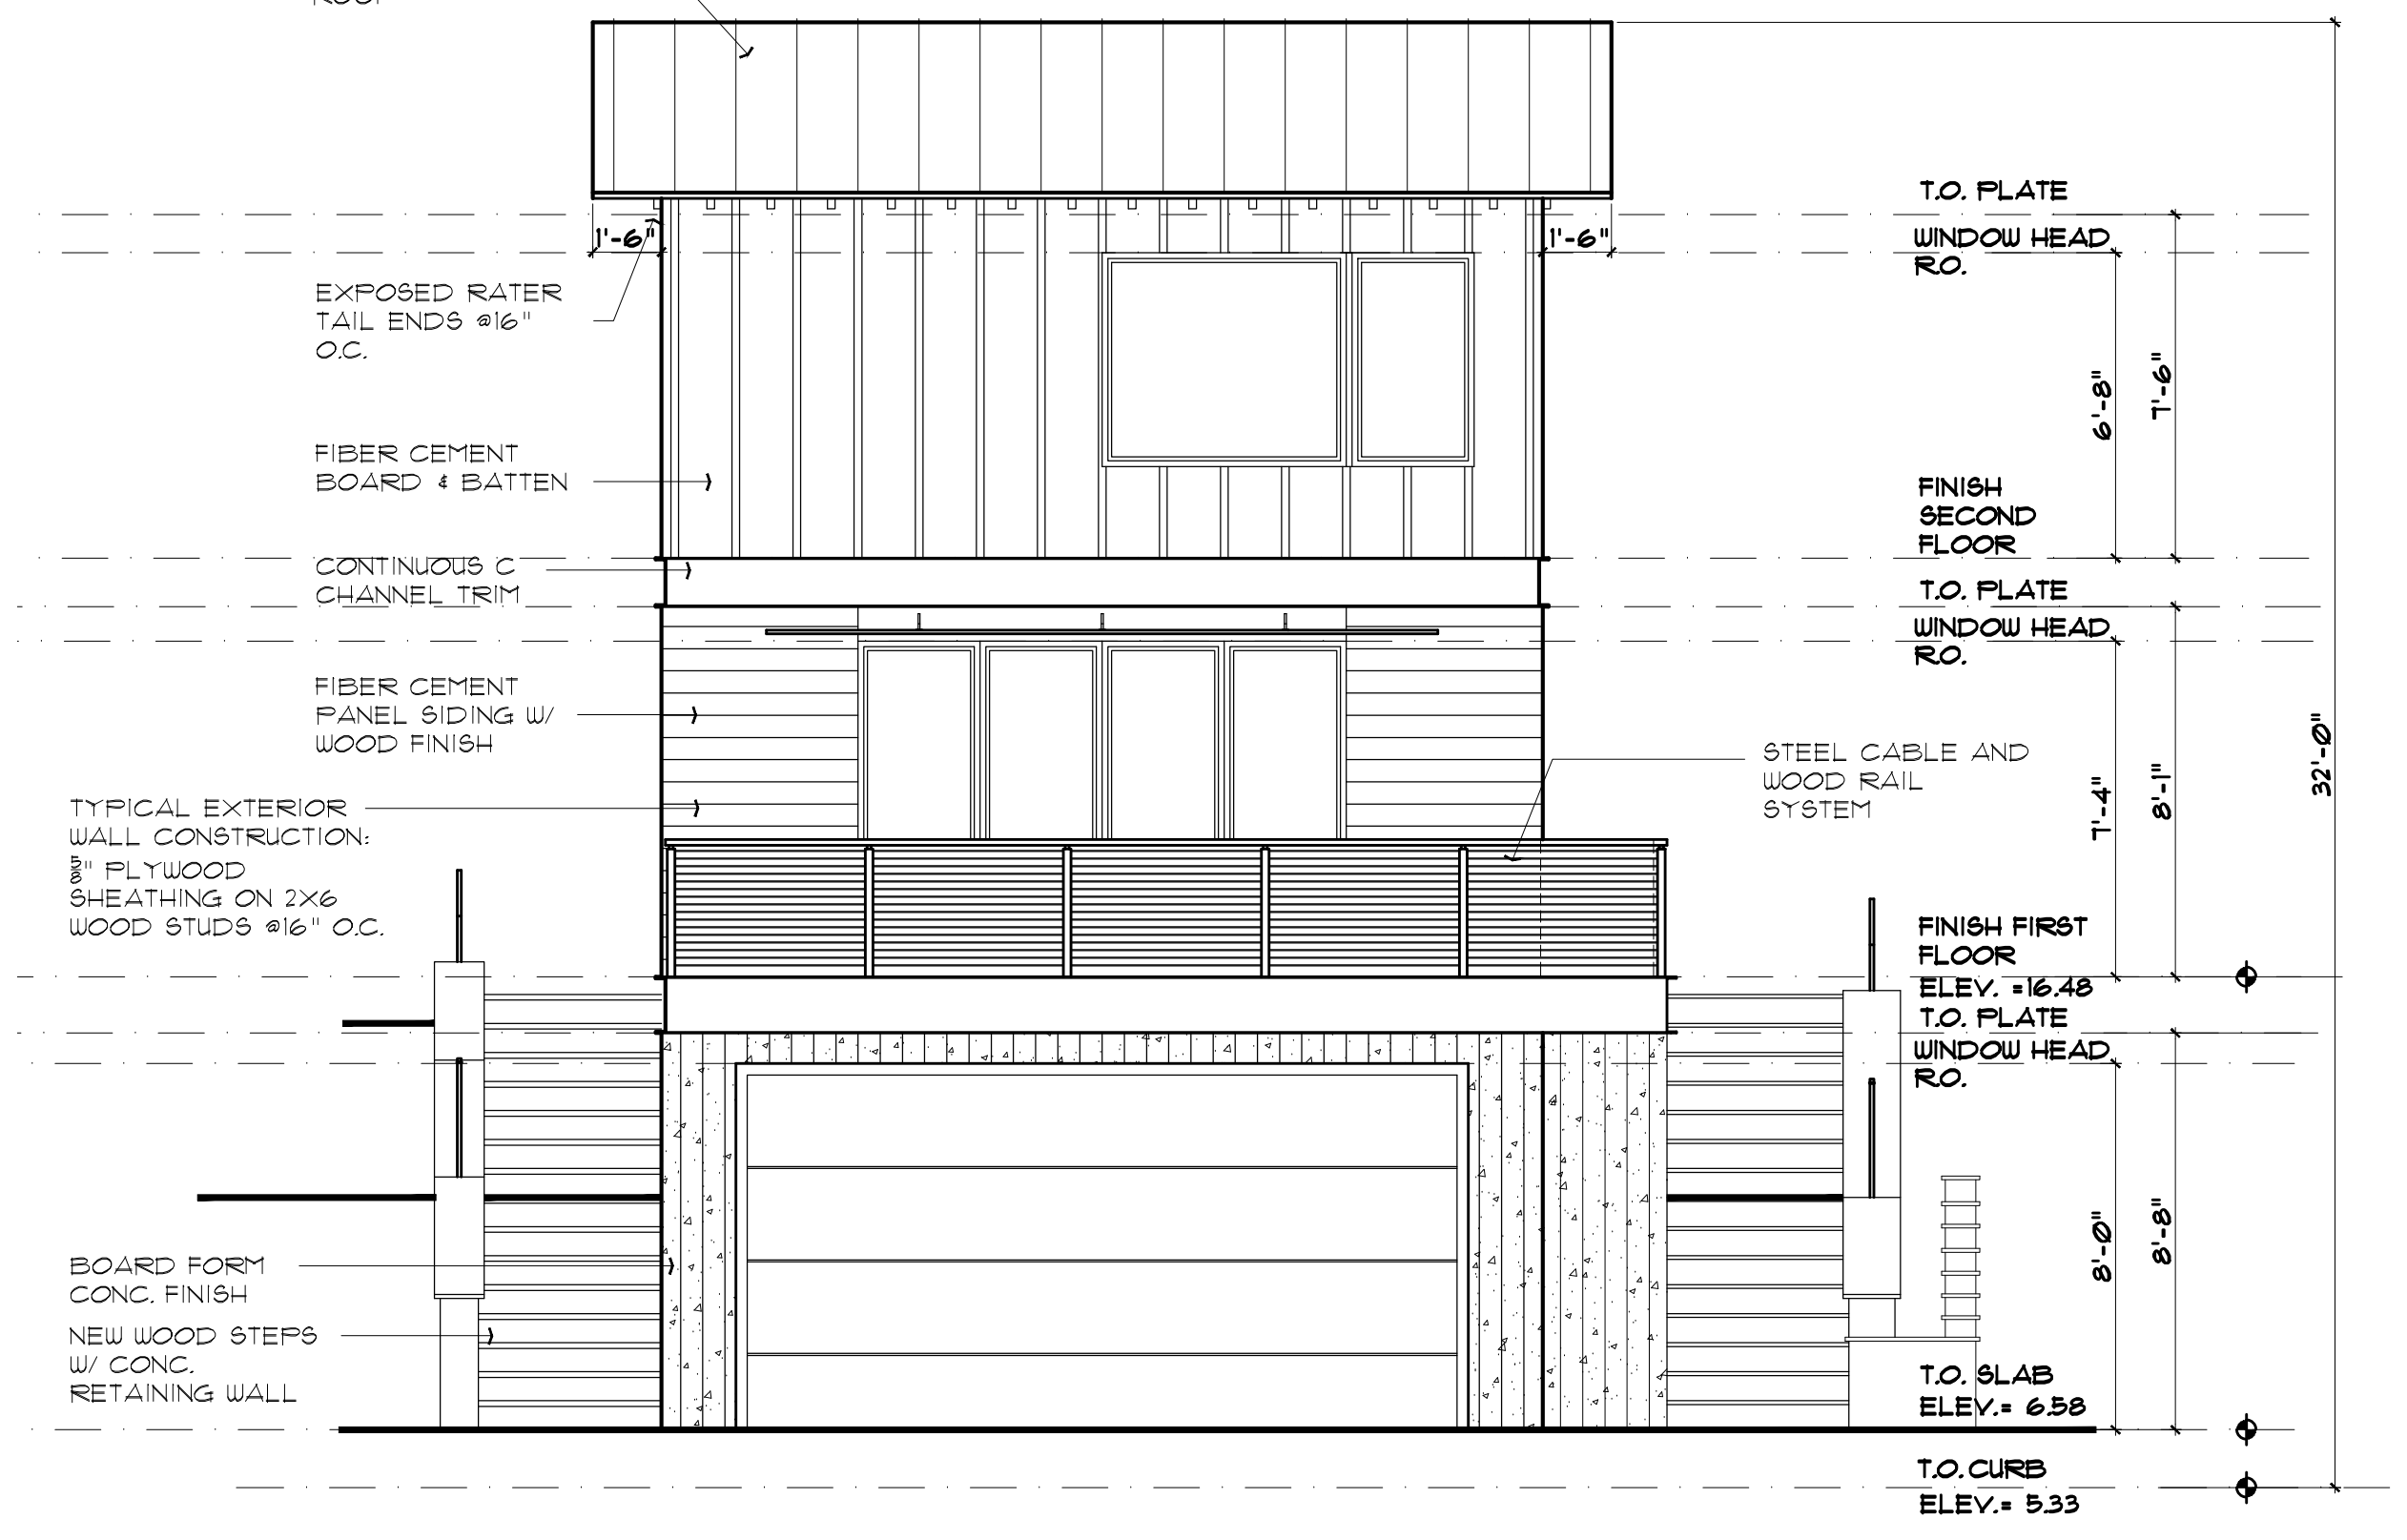 ROOF
T.O. PLATE
1'-6"
1'-6"
WINDOW HEAD
R.O.
EXPOSED RATER
TAIL ENDS @16"
O.C.
6'-8"
7'-6"
FIBER CEMENT
BOARD & BATTEN
FINISH
SECOND
FLOOR
CONTINUOUS C
CHANNEL TRIM
T.O. PLATE
WINDOW HEAD
R.O.
FIBER CEMENT
PANEL SIDING W/
WOOD FINISH
32'-0"
STEEL CABLE AND
WOOD RAIL
SYSTEM
7'-4"
8'-1"
TYPICAL EXTERIOR
WALL CONSTRUCTION:
5/8" PLYWOOD
SHEATHING ON 2X6
WOOD STUDS @16" O.C.
FINISH FIRST
FLOOR
ELEV. =16.48
T.O. PLATE
WINDOW HEAD
R.O.
8'-0"
8'-8"
BOARD FORM
CONC. FINISH
NEW WOOD STEPS
W/ CONC.
RETAINING WALL
T.O. SLAB
ELEV.= 6.58
T.O. CURB
ELEV.= 5.33